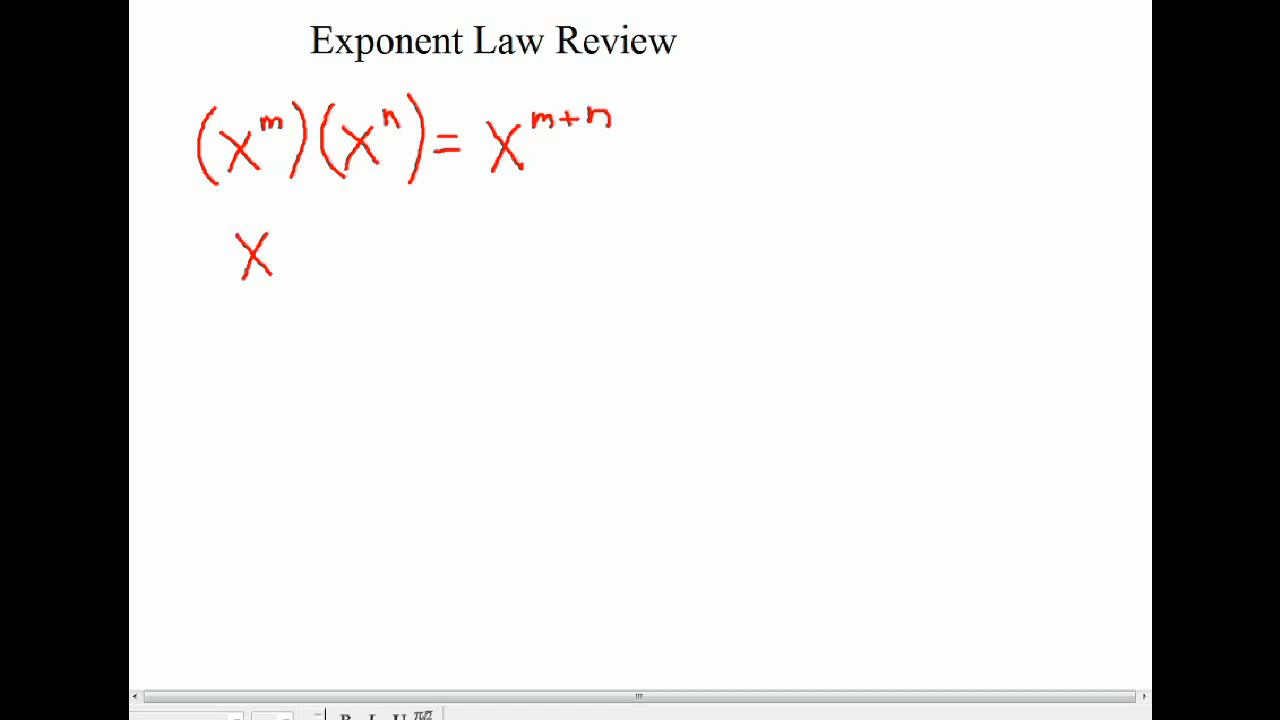 Exponent Law Review
(x^m)(x^n) = x^{m+n}
x
B I U